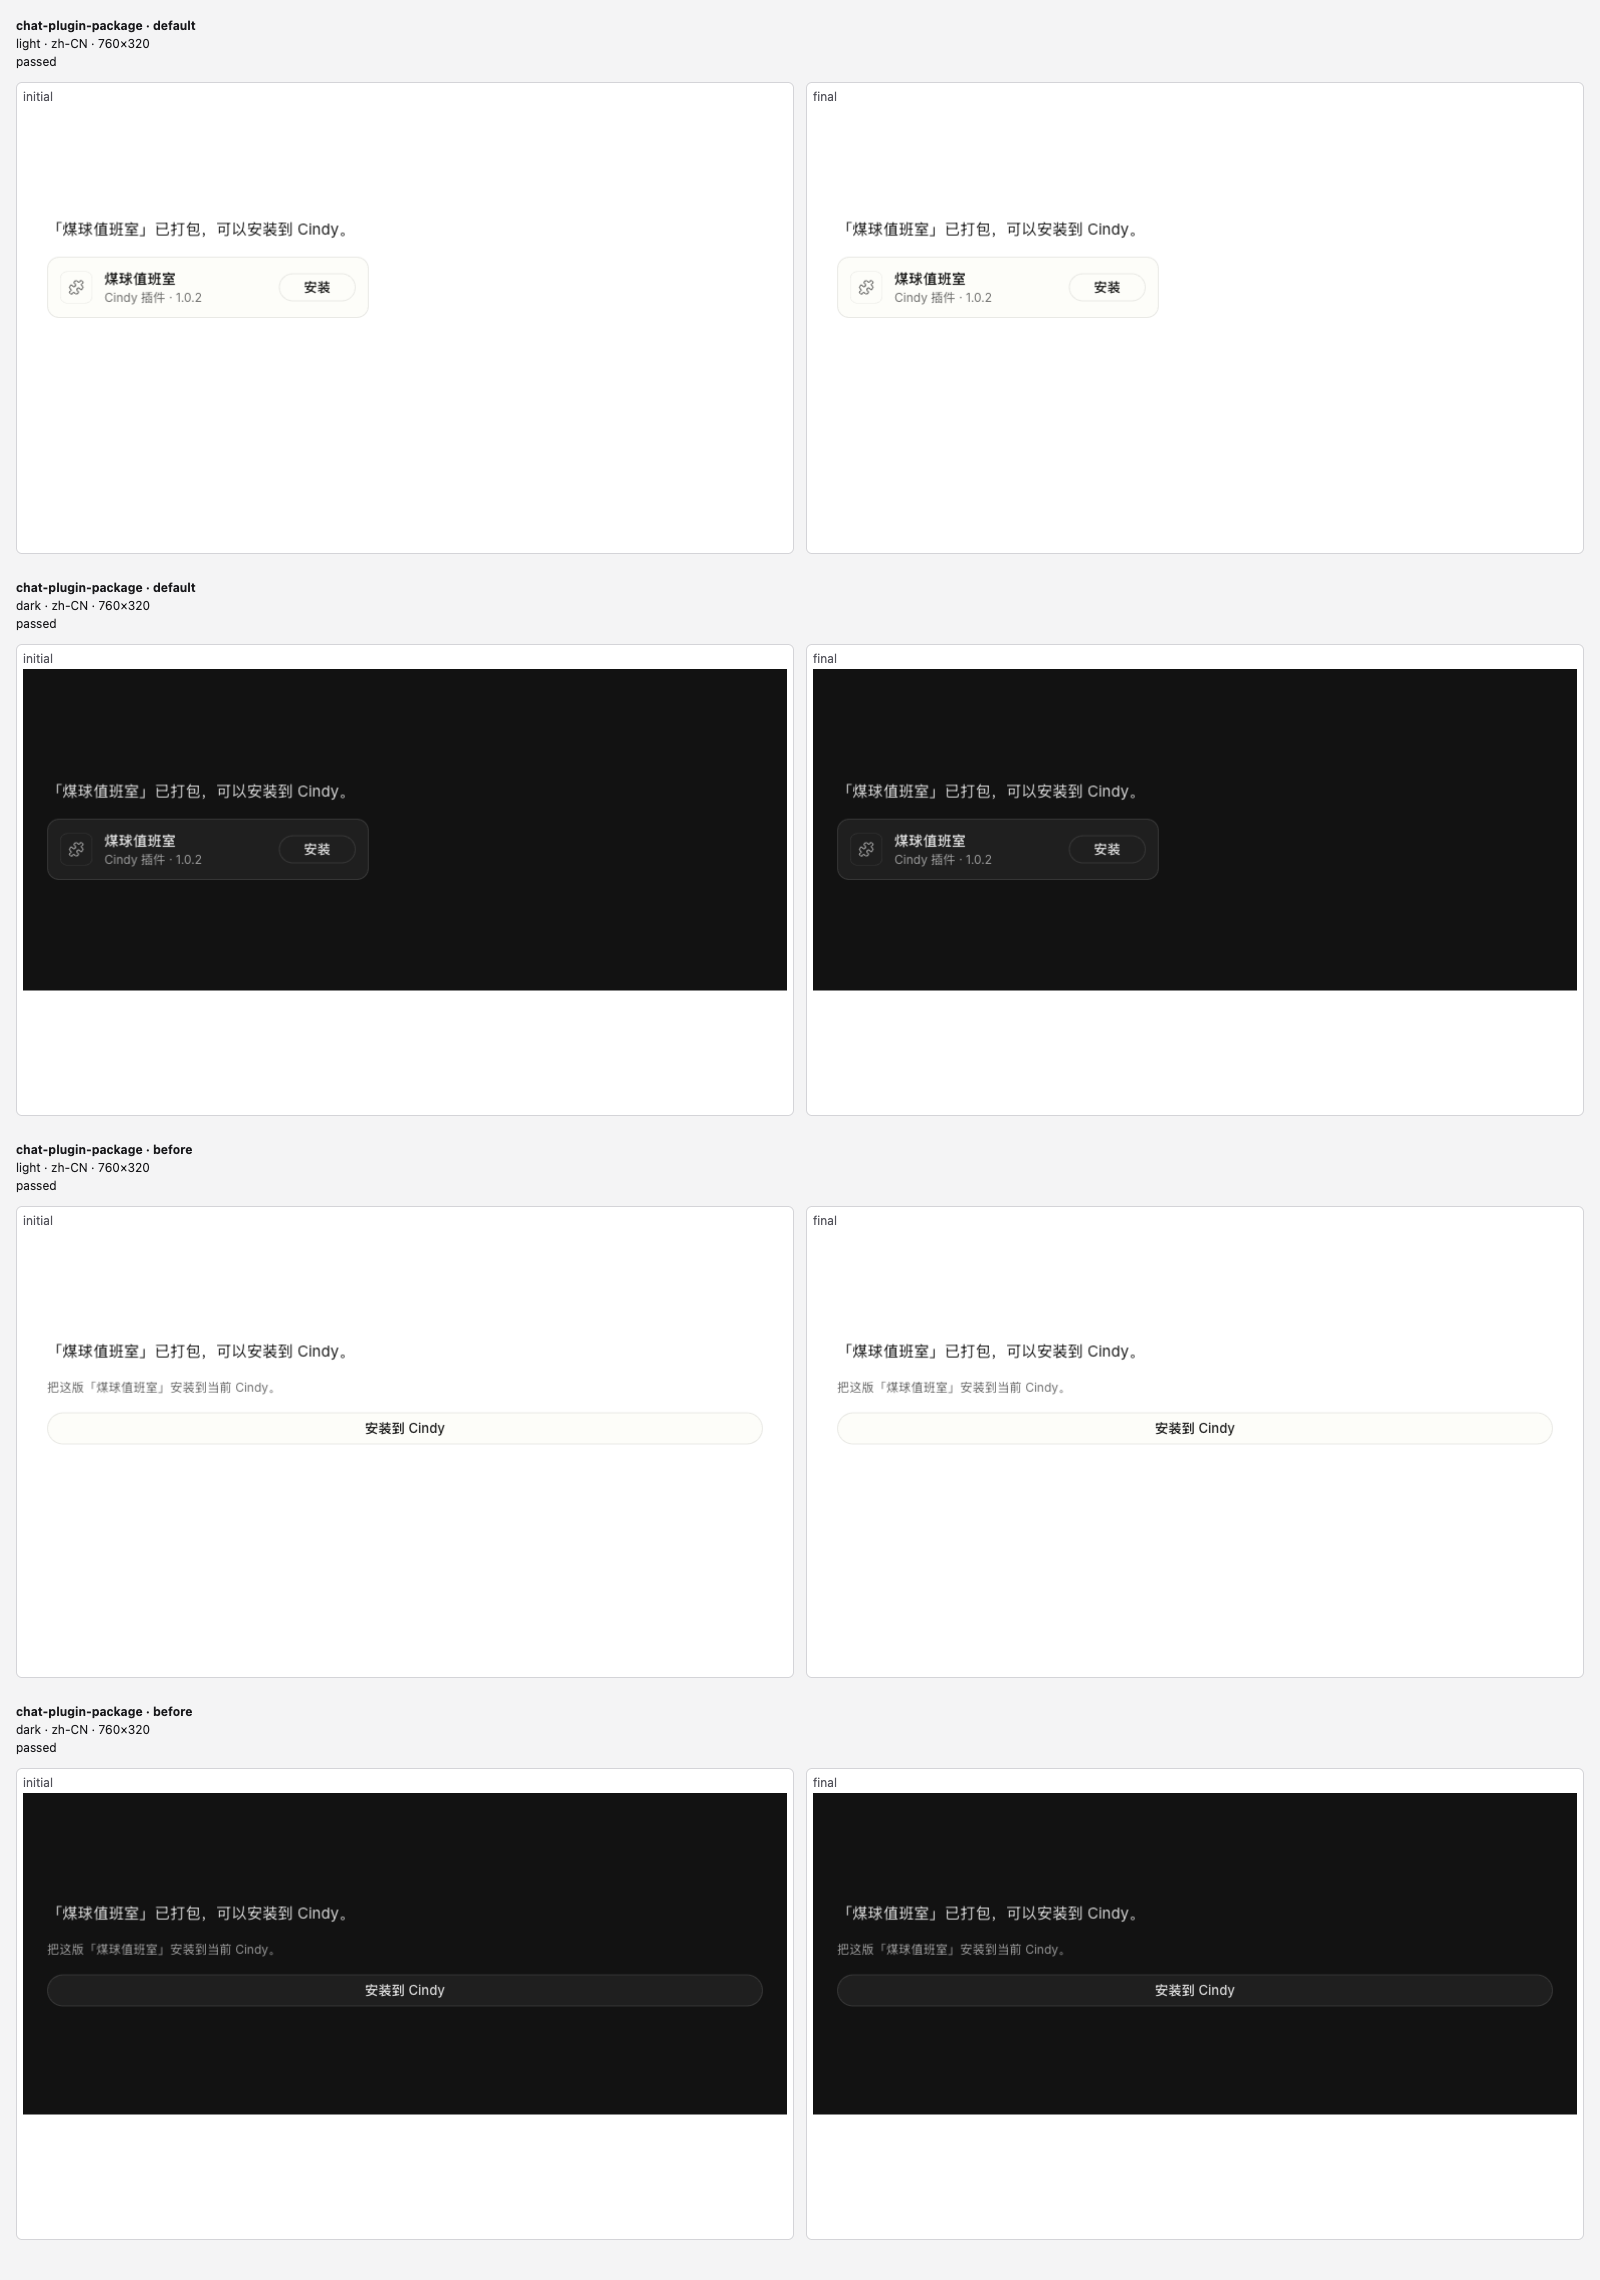 chat-plugin-package · default
light · zh-CN · 760×320
passed
initial
「煤球值班室」已打包，可以安装到 Cindy。
煤球值班室
Cindy 插件 · 1.0.2
安装
final
「煤球值班室」已打包，可以安装到 Cindy。
煤球值班室
Cindy 插件 · 1.0.2
安装
chat-plugin-package · default
dark · zh-CN · 760×320
passed
initial
「煤球值班室」已打包，可以安装到 Cindy。
煤球值班室
Cindy 插件 · 1.0.2
安装
final
「煤球值班室」已打包，可以安装到 Cindy。
煤球值班室
Cindy 插件 · 1.0.2
安装
chat-plugin-package · before
light · zh-CN · 760×320
passed
initial
「煤球值班室」已打包，可以安装到 Cindy。
把这版「煤球值班室」安装到当前 Cindy。
安装到 Cindy
final
「煤球值班室」已打包，可以安装到 Cindy。
把这版「煤球值班室」安装到当前 Cindy。
安装到 Cindy
chat-plugin-package · before
dark · zh-CN · 760×320
passed
initial
「煤球值班室」已打包，可以安装到 Cindy。
把这版「煤球值班室」安装到当前 Cindy。
安装到 Cindy
final
「煤球值班室」已打包，可以安装到 Cindy。
把这版「煤球值班室」安装到当前 Cindy。
安装到 Cindy